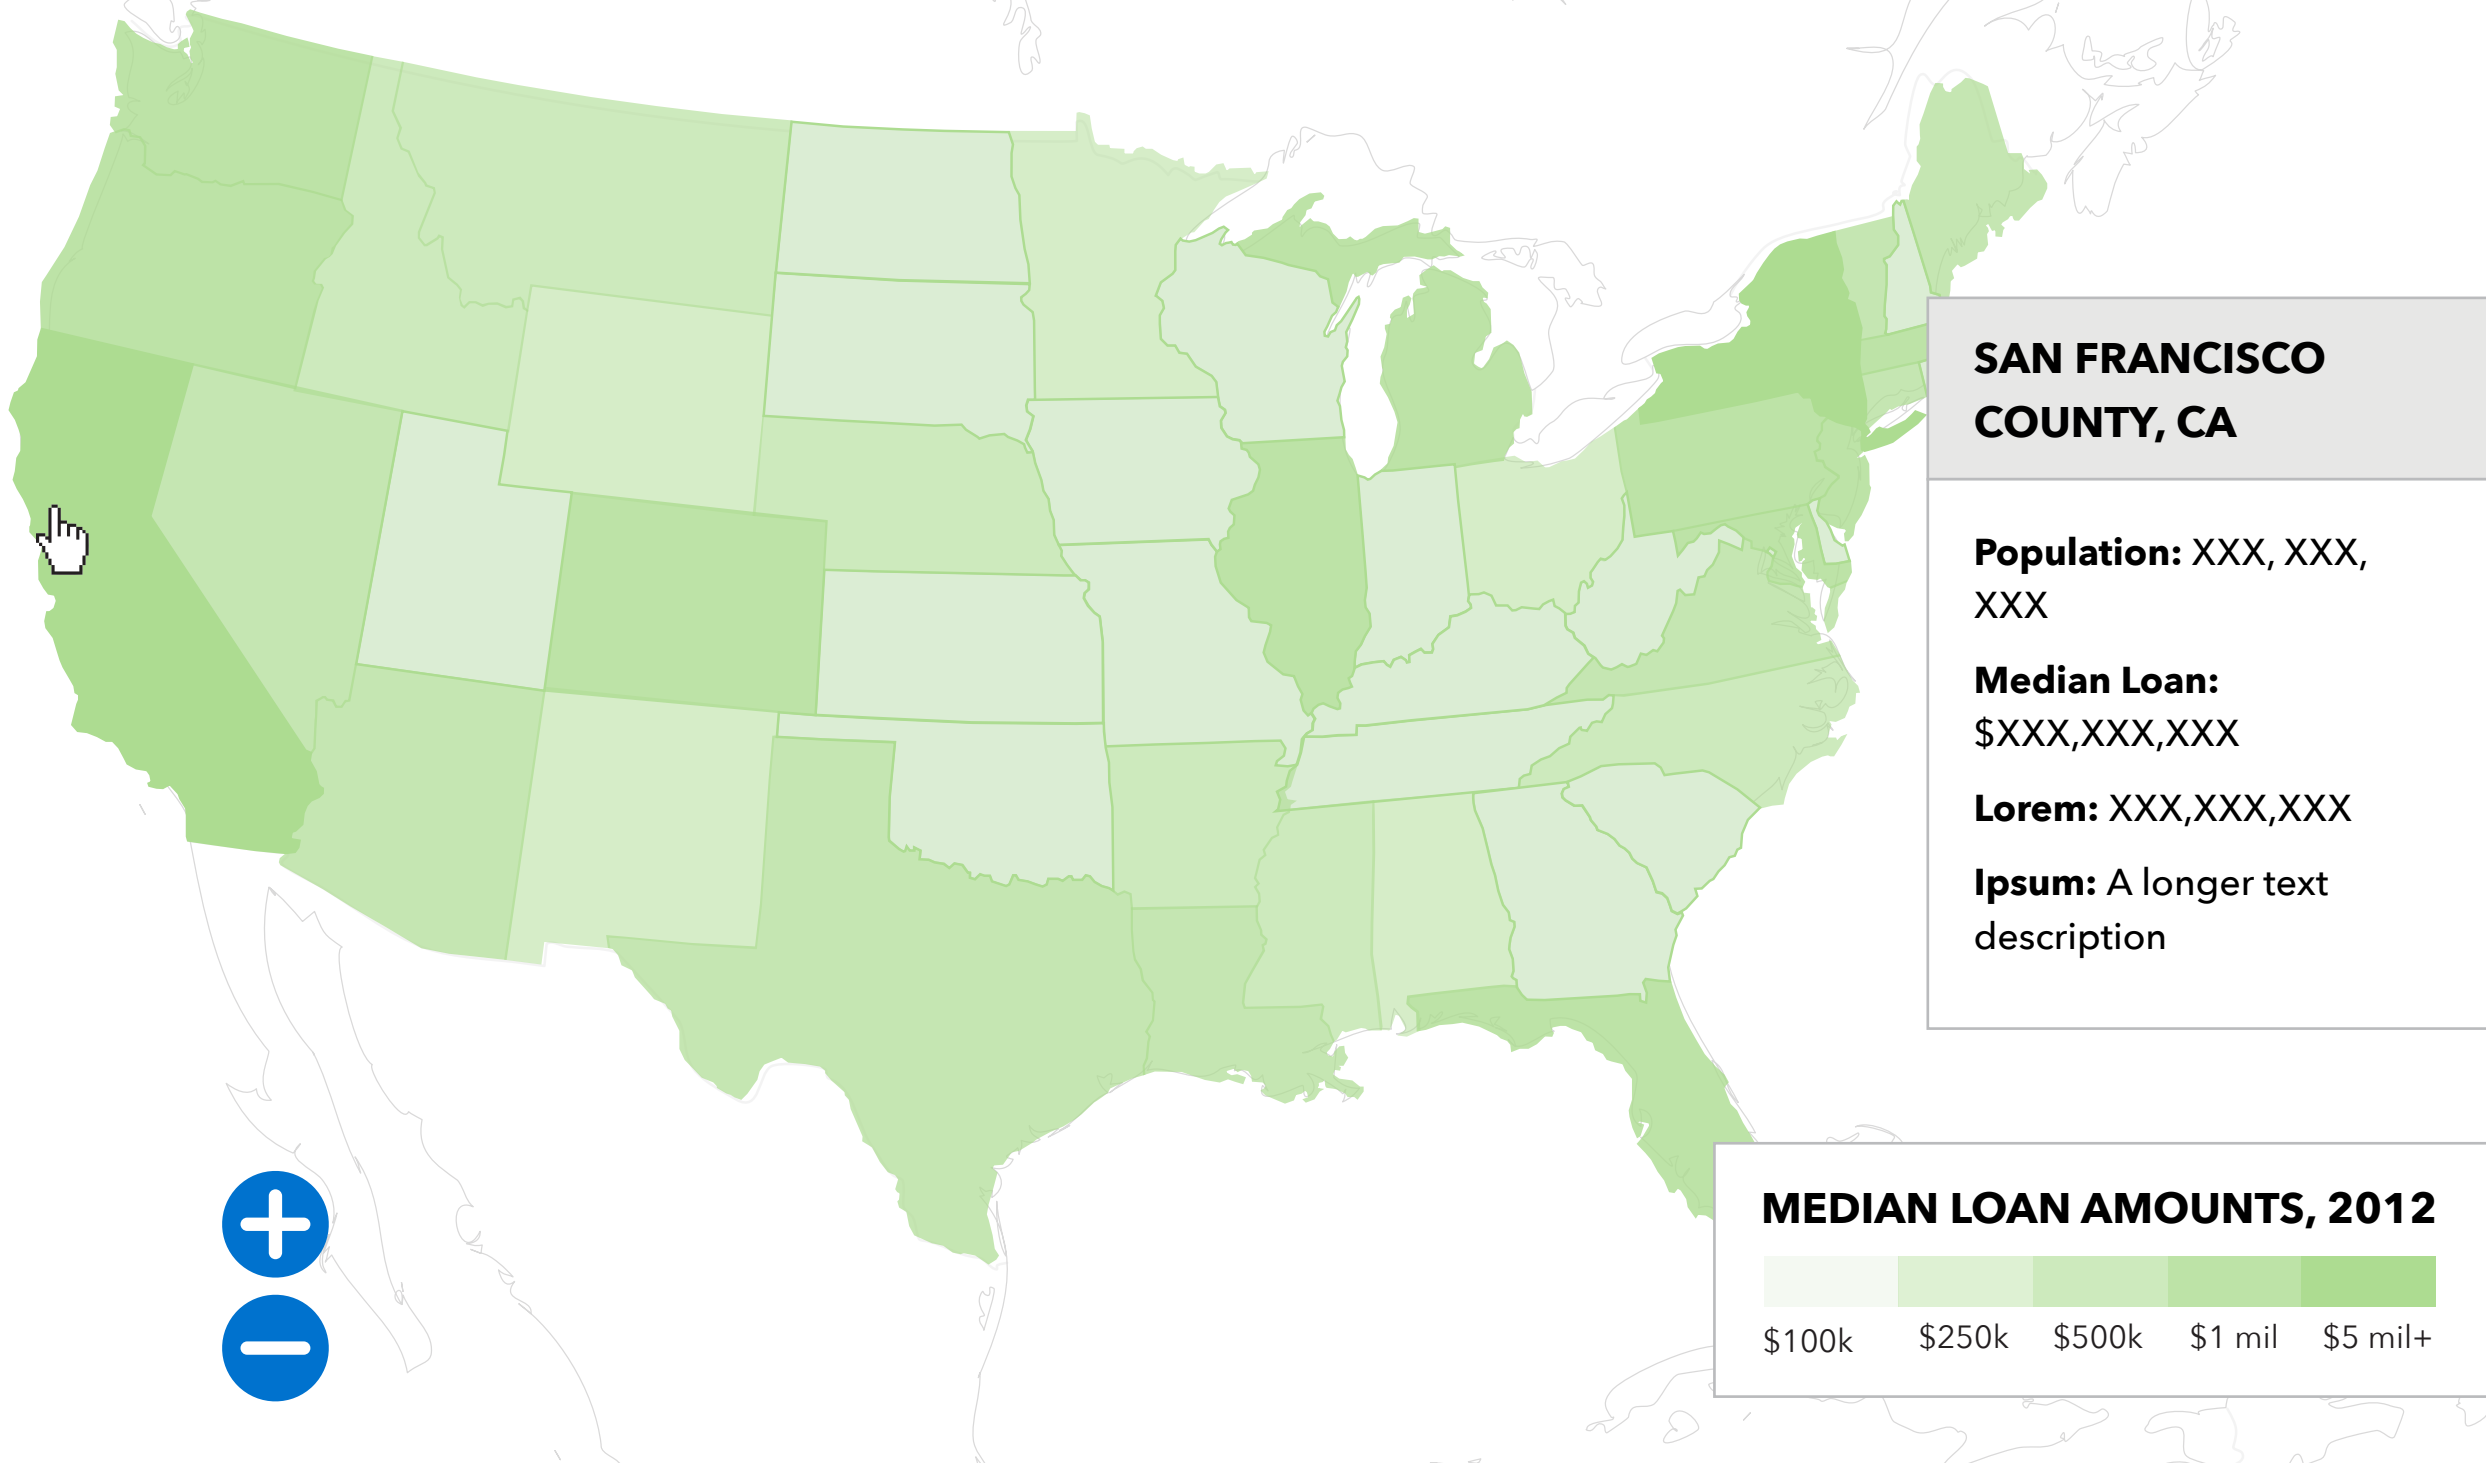 SAN FRANCISCO
COUNTY, CA
Population: XXX, XXX,
XXX
Median Loan:
$XXX,XXX,XXX
Lorem: XXX,XXX,XXX
Ipsum: A longer text
description
MEDIAN LOAN AMOUNTS, 2012
$100k $250k $500k $1 mil $5 mil+